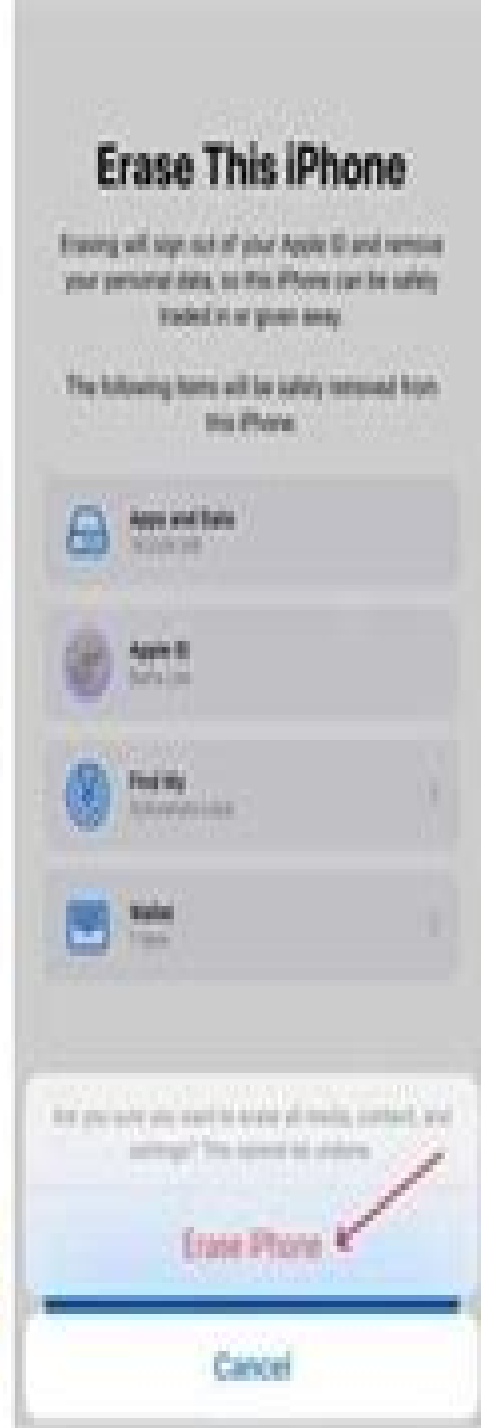 Erase This iPhone
Erasing will sign out of your Apple ID and remove
your personal data, so this iPhone can be safely
traded in or given away.
The following items will be safely removed from
this iPhone.
Apps and Data
Apple ID
Find My
Wallet
Are you sure you want to erase all media, content, and
settings? This cannot be undone.
Erase iPhone
Cancel